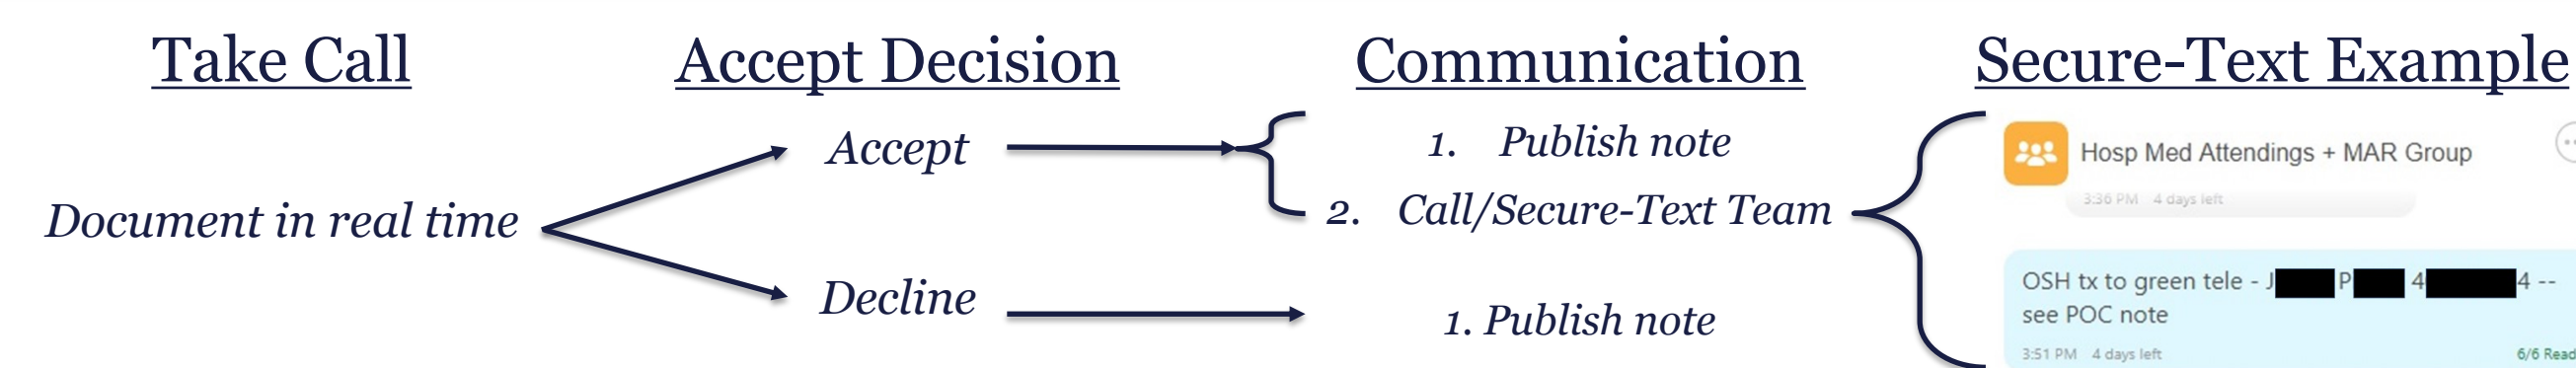 Take Call
Accept Decision
Communication
Secure-Text Example
Document in real time
Accept
Decline
1. Publish note
2. Call/Secure-Text Team
1. Publish note
Hosp Med Attendings + MAR Group
3:36 PM 4 days left
OSH tx to green tele - J P 4 4 --
see POC note
3:51 PM 4 days left
6/6 Read